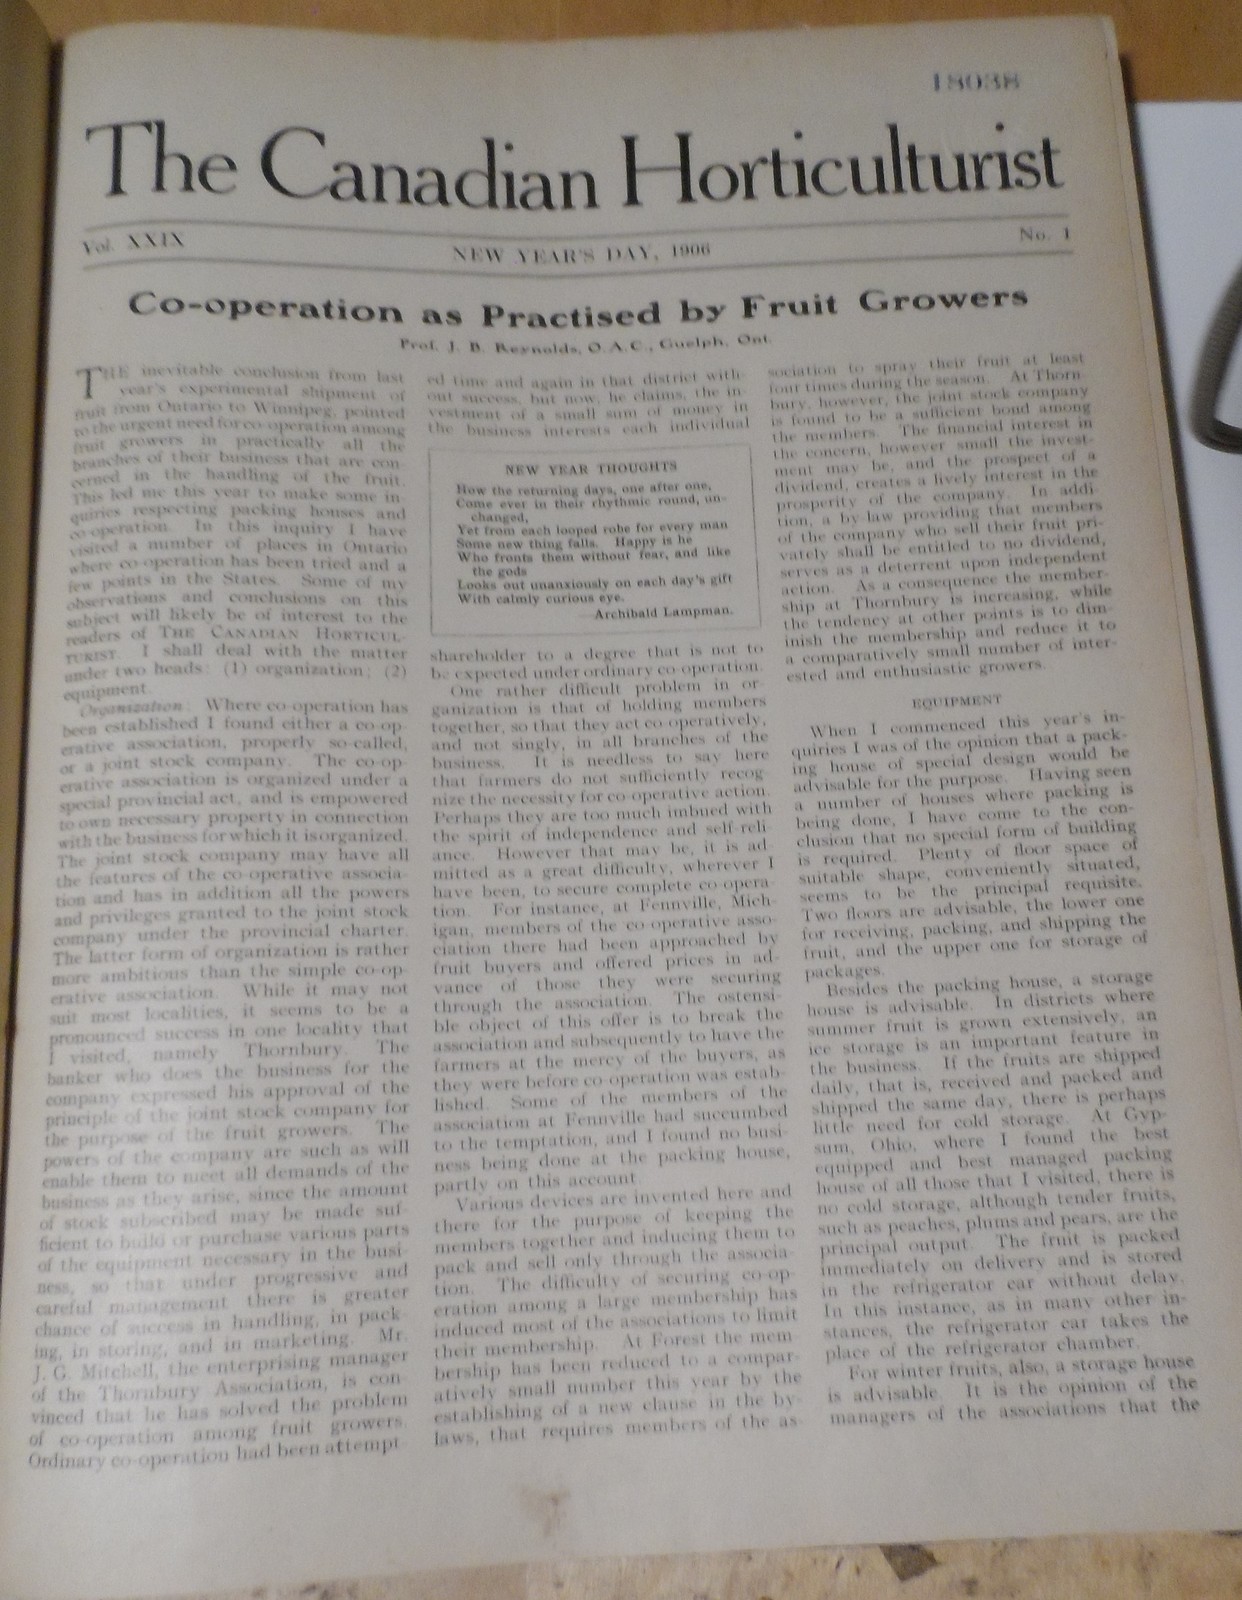 18038
The Canadian Horticulturist
Vol. XXIX
NEW YEAR'S DAY, 1906
No. 1
Co-operation as Practised by Fruit Growers
Prof. J. B. Reynolds, O.A.C., Guelph, Ont.
THE inevitable conclusion from last
year's experimental shipment of
fruit from Ontario to Winnipeg, pointed
to the urgent need for co-operation among
fruit growers in practically all the
branches of their business that are con-
cerned in the handling of the fruit.
This led me this year to make some in-
quiries respecting packing houses and
co-operation. In this inquiry I have
visited a number of places in Ontario
where co-operation has been tried and a
few points in the States. Some of my
observations and conclusions on this
subject will likely be of interest to the
readers of THE CANADIAN HORTICUL-
TURIST. I shall deal with the matter
under two heads: (1) organization; (2)
equipment.
Organization: Where co-operation has
been established I found either a co-op-
erative association, properly so-called,
or a joint stock company. The co-op-
erative association is organized under a
special provincial act, and is empowered
to own necessary property in connection
with the business for which it is organized.
The joint stock company may have all
the features of the co-operative associa-
tion and has in addition all the powers
and privileges granted to the joint stock
company under the provincial charter.
The latter form of organization is rather
more ambitious than the simple co-op-
erative association. While it may not
suit most localities, it seems to be a
pronounced success in one locality that
I visited, namely Thornbury. The
banker who does the business for the
company expressed his approval of the
principle of the joint stock company for
the purpose of the fruit growers. The
powers of the company are such as will
enable them to meet all demands of the
business as they arise, since the amount
of stock subscribed may be made suf-
ficient to build or purchase various parts
of the equipment necessary in the busi-
ness, so that under progressive and
careful management there is greater
chance of success in handling, in pack-
ing, in storing, and in marketing. Mr.
J. G. Mitchell, the enterprising manager
of the Thornbury Association, is con-
vinced that he has solved the problem
of co-operation among fruit growers.
Ordinary co-operation had been attempt-
ed time and again in that district with-
out success, but now, he claims, the in-
vestment of a small sum of money in
the business interests each individual
NEW YEAR THOUGHTS
How the returning days, one after one,
Come ever in their rhythmic round, un-
changed,
Yet from each looped robe for every man
Some new thing falls. Happy is he
Who fronts them without fear, and like
the gods
Looks out unanxiously on each day's gift
With calmly curious eye.
—Archibald Lampman.
shareholder to a degree that is not to
be expected under ordinary co-operation.
One rather difficult problem in or-
ganization is that of holding members
together, so that they act co-operatively,
and not singly, in all branches of the
business. It is needless to say here
that farmers do not sufficiently recog-
nize the necessity for co-operative action.
Perhaps they are too much imbued with
the spirit of independence and self-reli-
ance. However that may be, it is ad-
mitted as a great difficulty, wherever I
have been, to secure complete co-opera-
tion. For instance, at Fennville, Mich-
igan, members of the co-operative asso-
ciation there had been approached by
fruit buyers and offered prices in ad-
vance of those they were securing
through the association. The ostensi-
ble object of this offer is to break the
association and subsequently to have the
farmers at the mercy of the buyers, as
they were before co-operation was estab-
lished. Some of the members of the
association at Fennville had succumbed
to the temptation, and I found no busi-
ness being done at the packing house,
partly on this account.
Various devices are invented here and
there for the purpose of keeping the
members together and inducing them to
pack and sell only through the associa-
tion. The difficulty of securing co-op-
eration among a large membership has
induced most of the associations to limit
their membership. At Forest the mem-
bership has been reduced to a compar-
atively small number this year by the
establishing of a new clause in the by-
laws, that requires members of the as-
sociation to spray their fruit at least
four times during the season. At Thorn-
bury, however, the joint stock company
is found to be a sufficient bond among
the members. The financial interest in
the concern, however small the invest-
ment may be, and the prospect of a
dividend, creates a lively interest in the
prosperity of the company. In addi-
tion, a by-law providing that members
of the company who sell their fruit pri-
vately shall be entitled to no dividend,
serves as a deterrent upon independent
action. As a consequence the member-
ship at Thornbury is increasing, while
the tendency at other points is to dim-
inish the membership and reduce it to
a comparatively small number of inter-
ested and enthusiastic growers.
EQUIPMENT
When I commenced this year's in-
quiries I was of the opinion that a pack-
ing house of special design would be
advisable for the purpose. Having seen
a number of houses where packing is
being done, I have come to the con-
clusion that no special form of building
is required. Plenty of floor space of
suitable shape, conveniently situated,
seems to be the principal requisite.
Two floors are advisable, the lower one
for receiving, packing, and shipping the
fruit, and the upper one for storage of
packages.
Besides the packing house, a storage
house is advisable. In districts where
summer fruit is grown extensively, an
ice storage is an important feature in
the business. If the fruits are shipped
daily, that is, received and packed and
shipped the same day, there is perhaps
little need for cold storage. At Gyp-
sum, Ohio, where I found the best
equipped and best managed packing
house of all those that I visited, there is
no cold storage, although tender fruits,
such as peaches, plums and pears, are the
principal output. The fruit is packed
immediately on delivery and is stored
in the refrigerator car without delay.
In this instance, as in many other in-
stances, the refrigerator car takes the
place of the refrigerator chamber.
For winter fruits, also, a storage house
is advisable. It is the opinion of the
managers of the associations that the